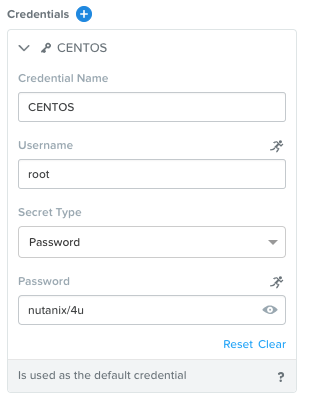 Credentials +
CENTOS
Credential Name
CENTOS
Username
root
Secret Type
Password
Password
nutanix/4u
Reset Clear
Is used as the default credential ?